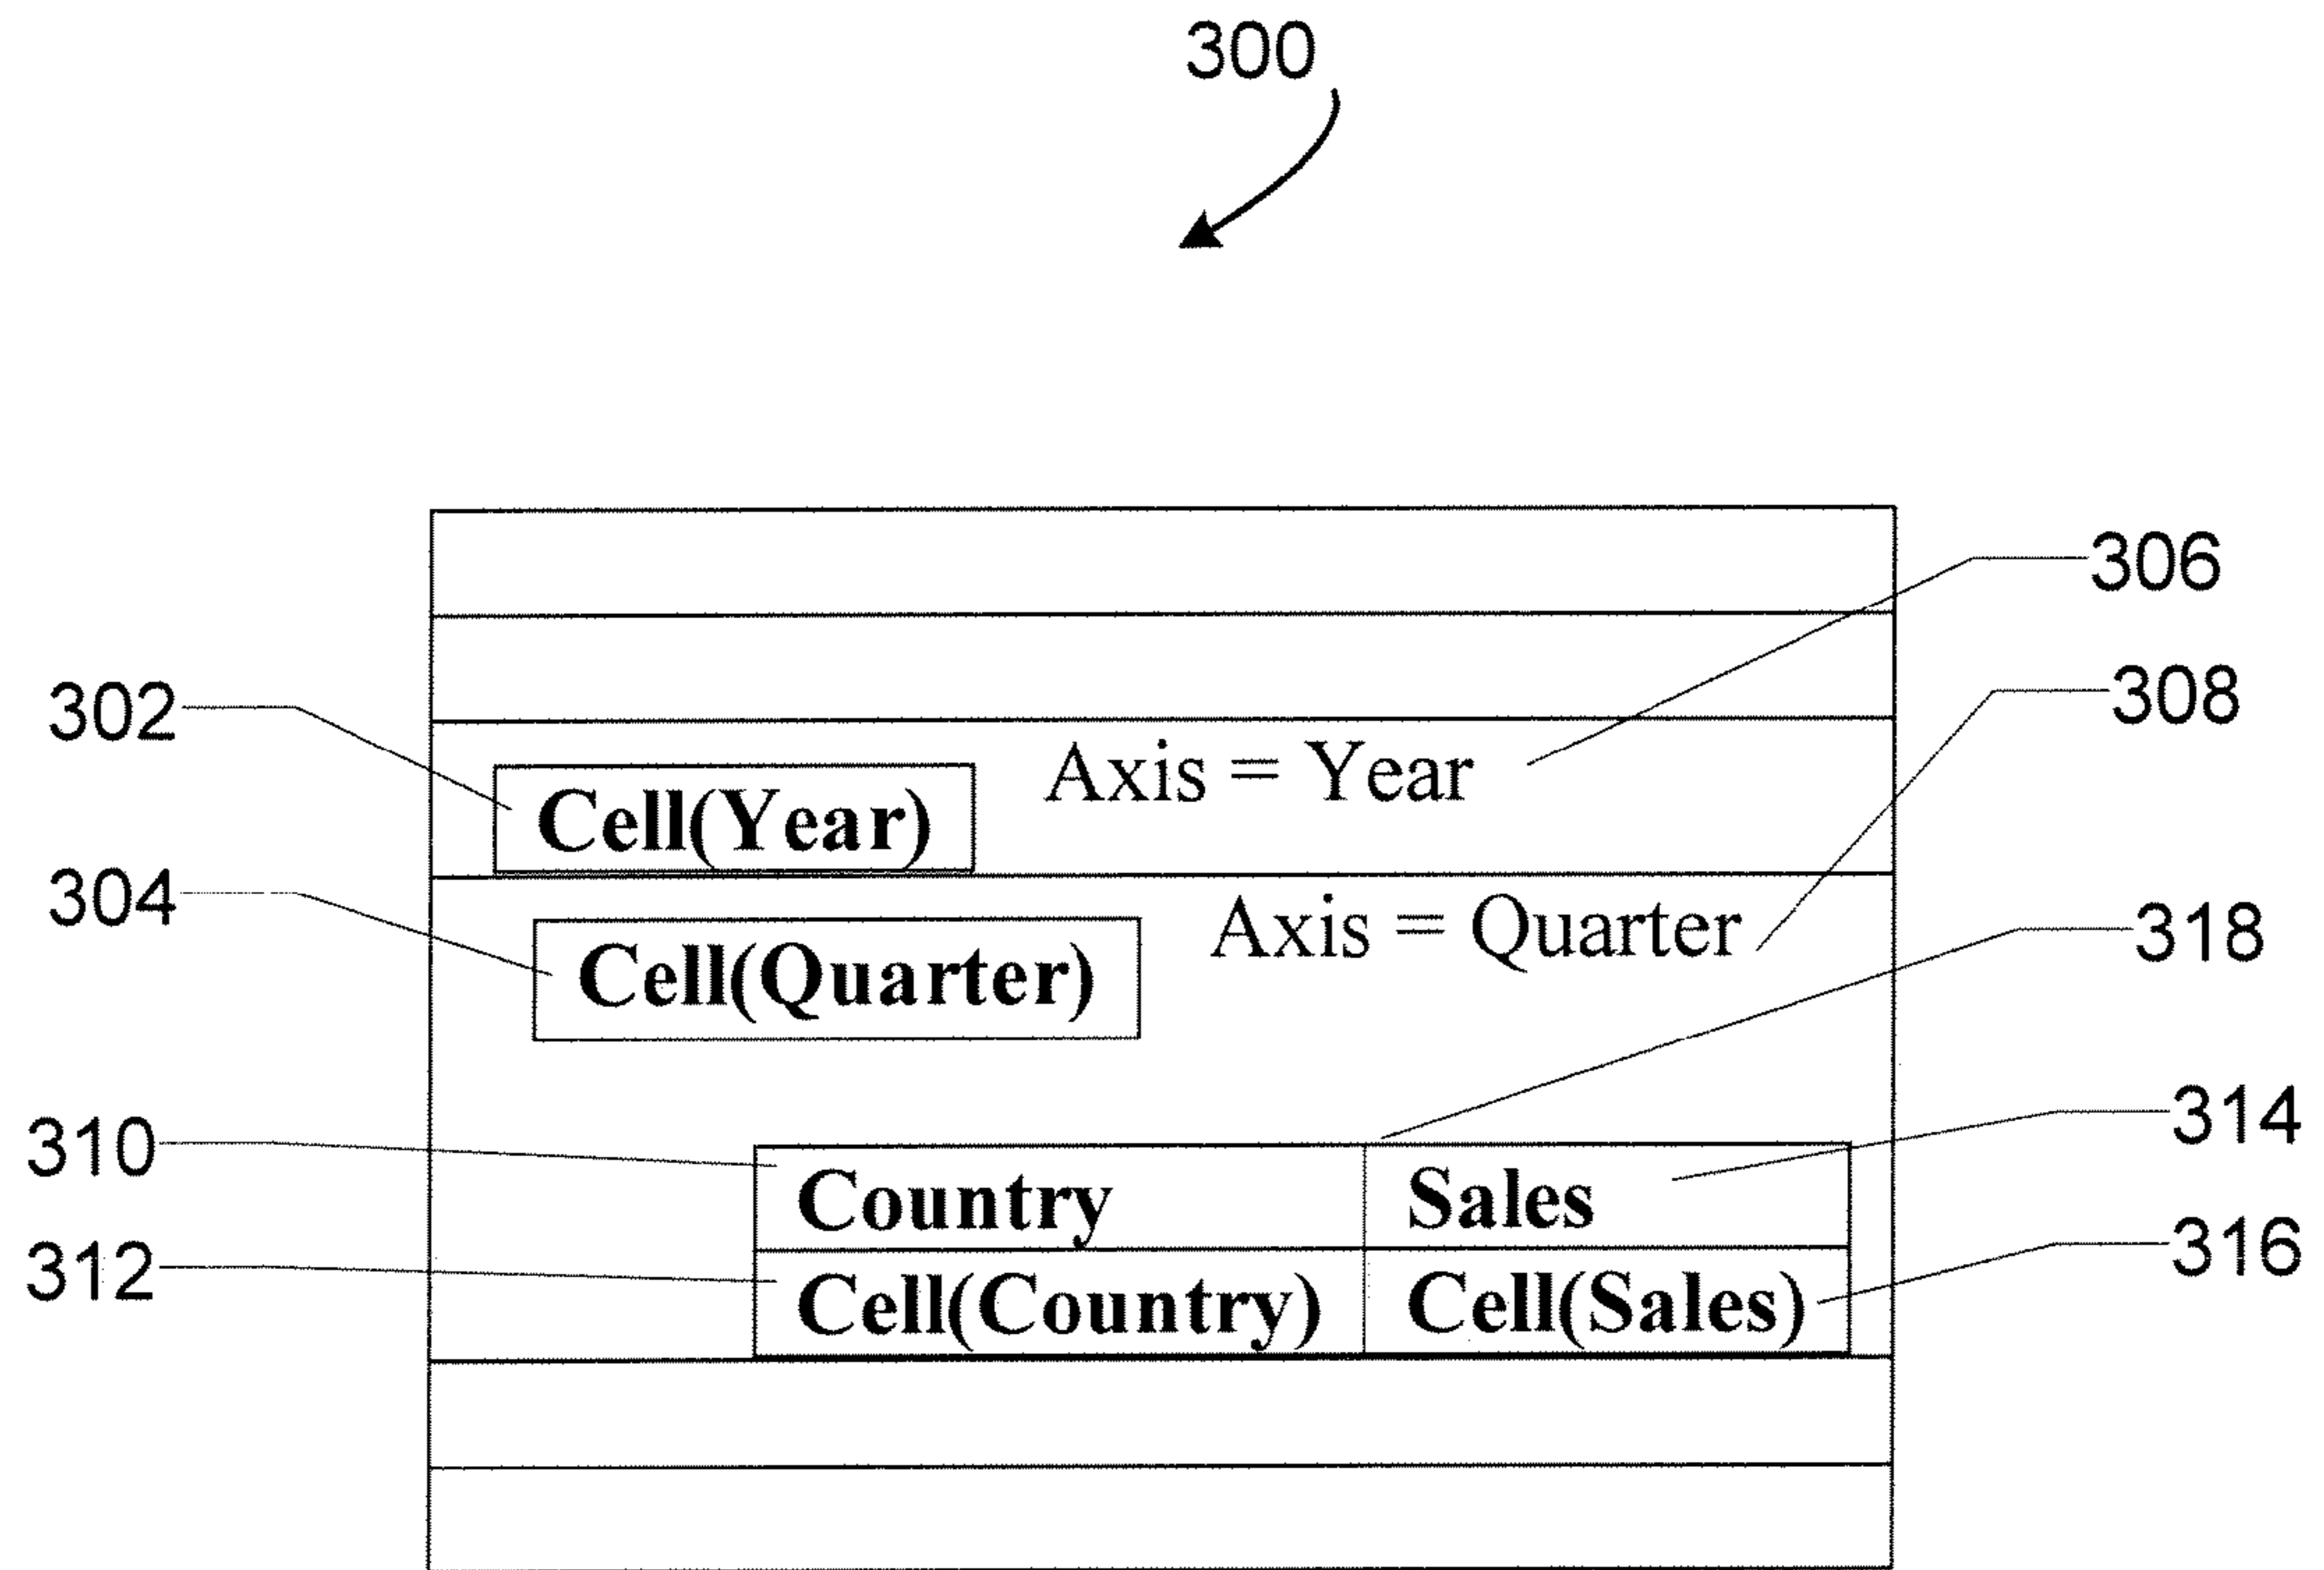 300
306
302
308
Axis = Year
Cell(Year)
304
Axis = Quarter
318
Cell(Quarter)
310
314
Country Sales
312
316
Cell(Country) Cell(Sales)